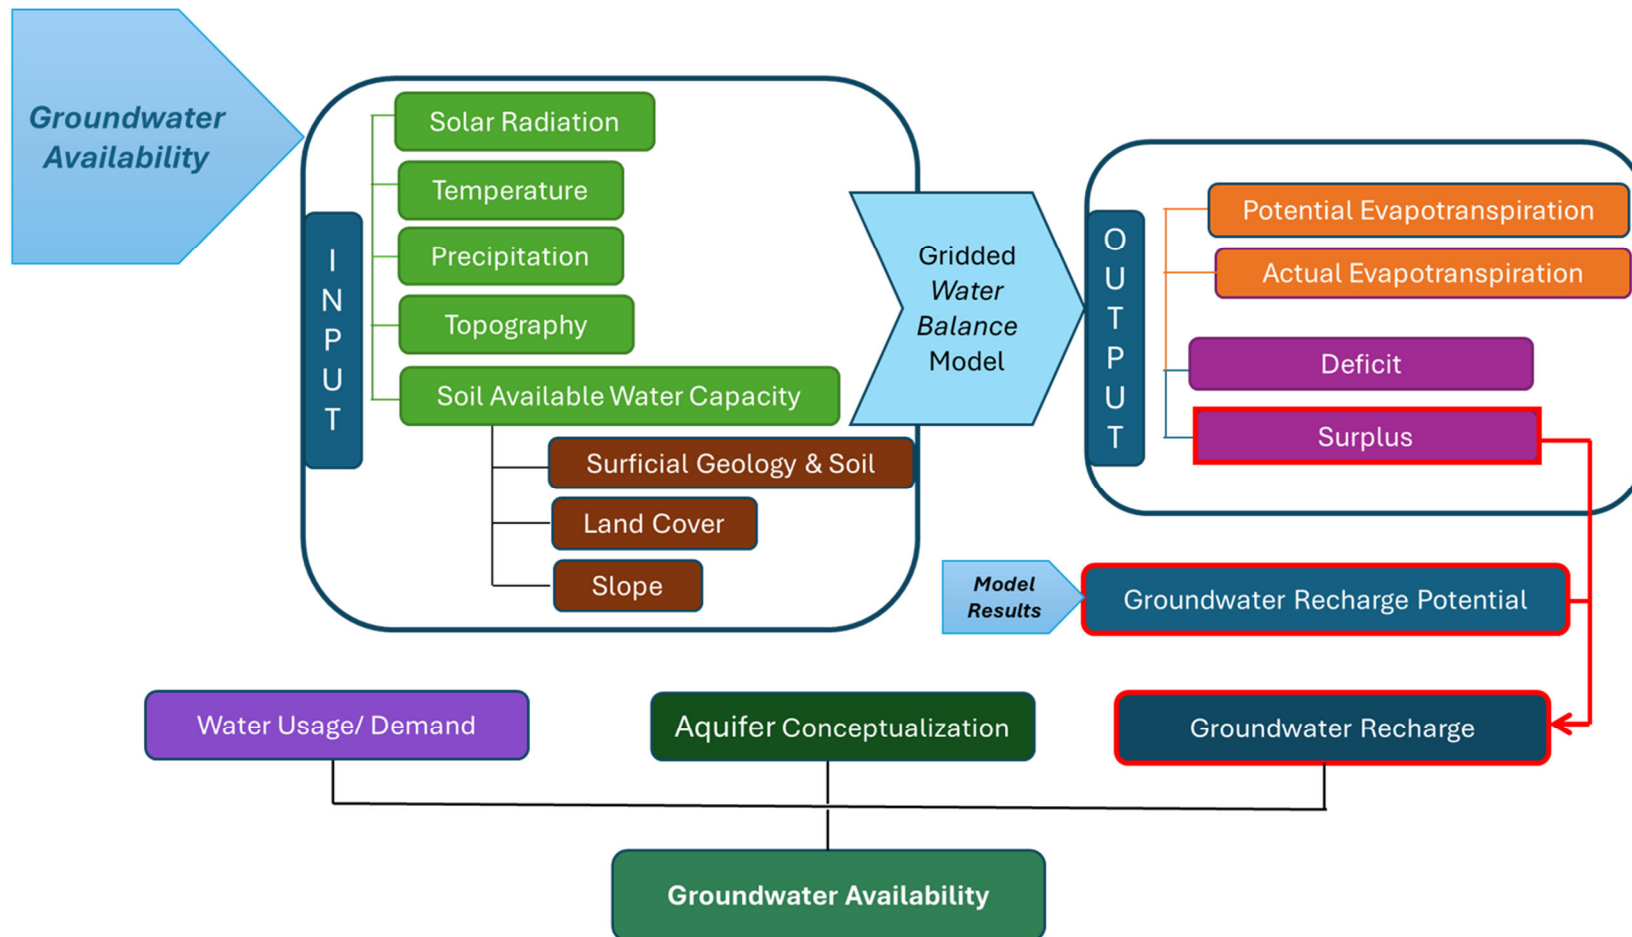 Groundwater
Availability
INPUT
Solar Radiation
Temperature
Precipitation
Topography
Soil Available Water Capacity
Surficial Geology & Soil
Land Cover
Slope
Gridded
Water
Balance
Model
OUTPUT
Potential Evapotranspiration
Actual Evapotranspiration
Deficit
Surplus
Model
Results
Groundwater Recharge Potential
Water Usage/ Demand
Aquifer Conceptualization
Groundwater Recharge
Groundwater Availability